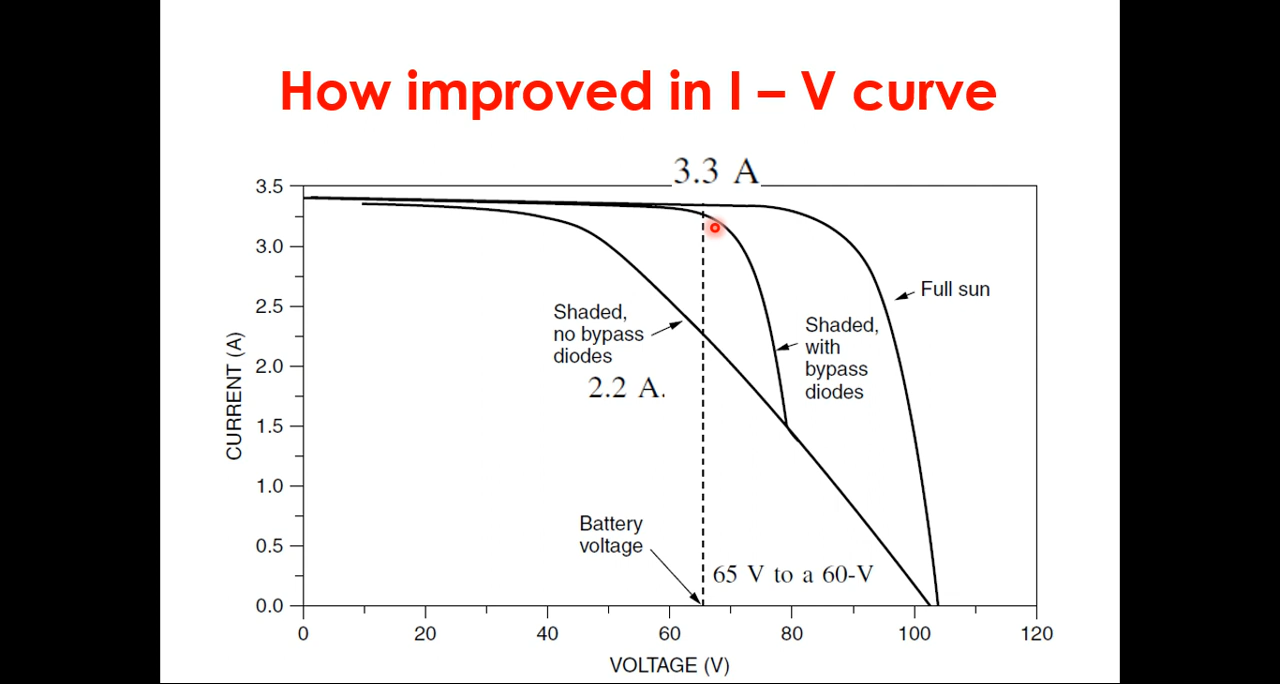 How improved in I – V curve
3.3 A
3.5
3.0
2.5
2.0
1.5
1.0
0.5
0.0
CURRENT (A)
Full sun
Shaded,
no bypass
diodes
2.2 A.
Shaded,
with
bypass
diodes
Battery
voltage
65 V to a 60-V
0 20 40 60 80 100 120
VOLTAGE (V)